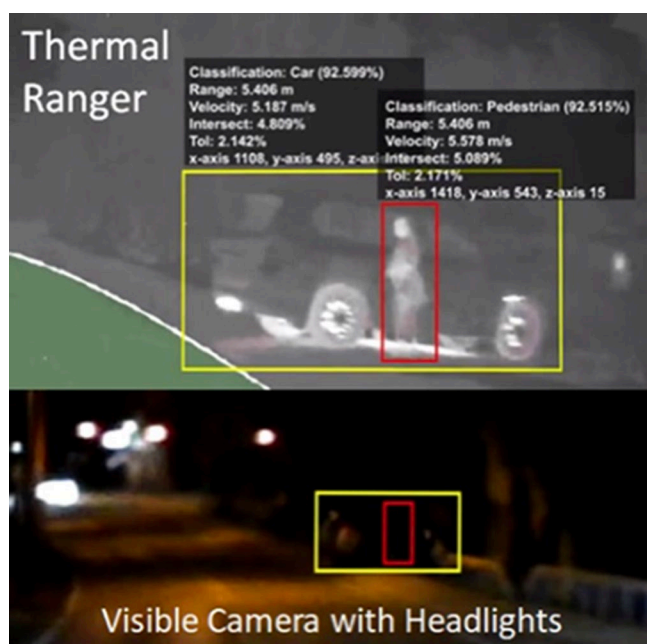 Thermal
Ranger
Classification: Car (92.599%)
Range: 5.406 m
Velocity: 5.187 m/s
Intersect: 4.809%
Tol: 2.142%
x-axis 1108, y-axis 495, z-axi
Classification: Pedestrian (92.515%)
Range: 5.406 m
Velocity: 5.578 m/s
Intersect: 5.089%
Tol: 2.171%
x-axis 1418, y-axis 543, z-axis 15
Visible Camera with Headlights